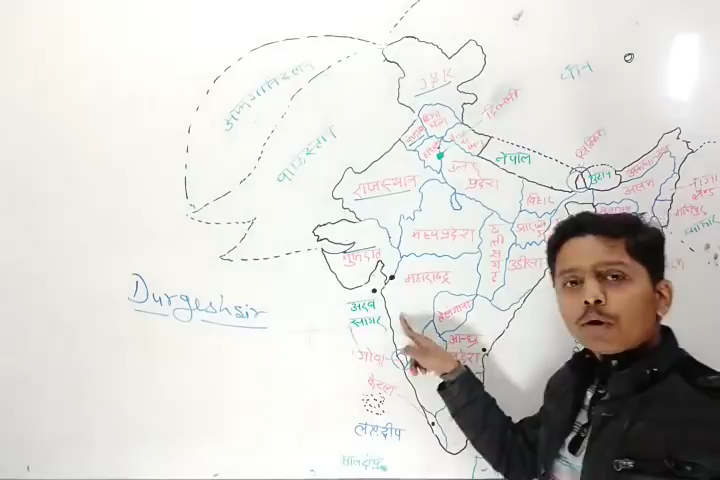 J&K
चीन
अफगानिस्तान
पाकिस्तान
दिल्ली
नेपाल
सिक्किम
भूटान
राजस्थान
उत्तर
प्रदेश
बिहार
असम
गुजरात
मध्यप्रदेश
छत्तीसगढ़
उडीसा
महाराष्ट्र
Durgeshsir
अरब
सागर
तेलंगाना
आन्ध्र
प्रदेश
गोवा
केरल
लक्षद्वीप
मालदीप